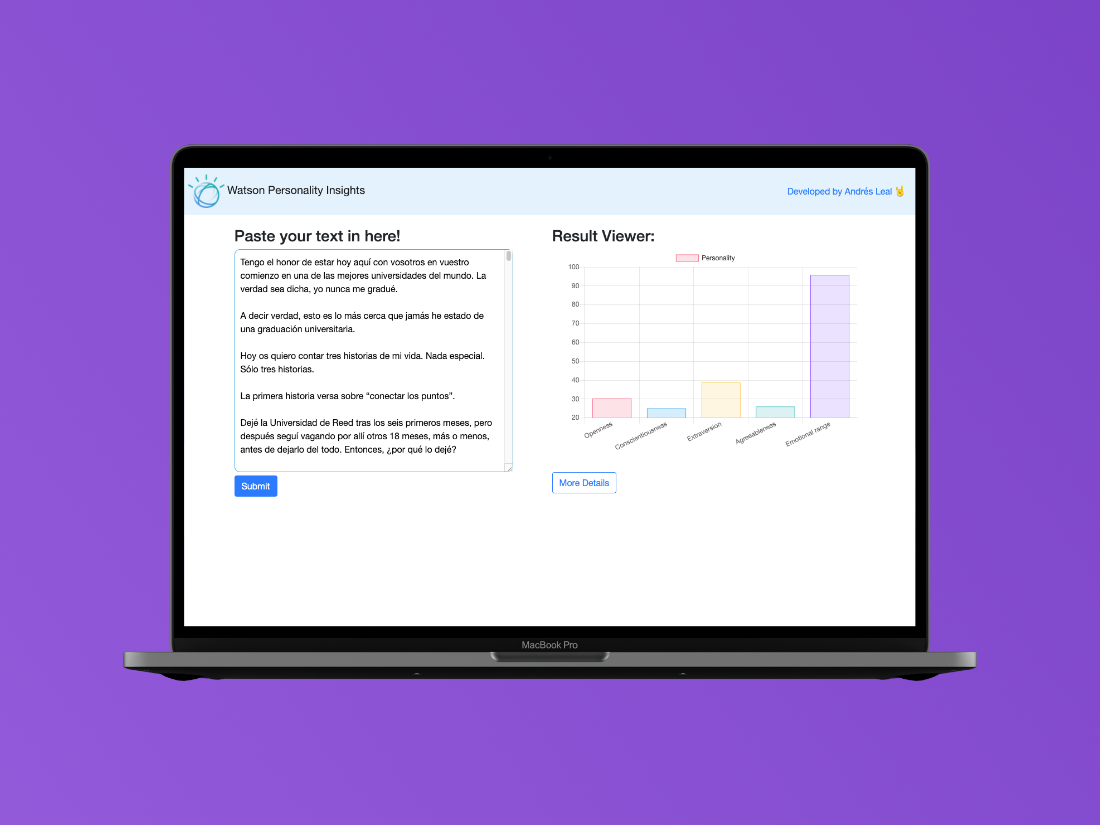 Watson Personality Insights
Developed by Andrés Leal 🤘
Paste your text in here!
Tengo el honor de estar hoy aquí con vosotros en vuestro
comienzo en una de las mejores universidades del mundo. La
verdad sea dicha, yo nunca me gradué.
A decir verdad, esto es lo más cerca que jamás he estado de
una graduación universitaria.
Hoy os quiero contar tres historias de mi vida. Nada especial.
Sólo tres historias.
La primera historia versa sobre “conectar los puntos”.
Dejé la Universidad de Reed tras los seis primeros meses, pero
después seguí vagando por allí otros 18 meses, más o menos,
antes de dejarlo del todo. Entonces, ¿por qué lo dejé?
Submit
Result Viewer:
Personality
100
90
80
70
60
50
40
30
20
Openness
Conscientiousness
Extraversion
Agreeableness
Emotional range
More Details
MacBook Pro